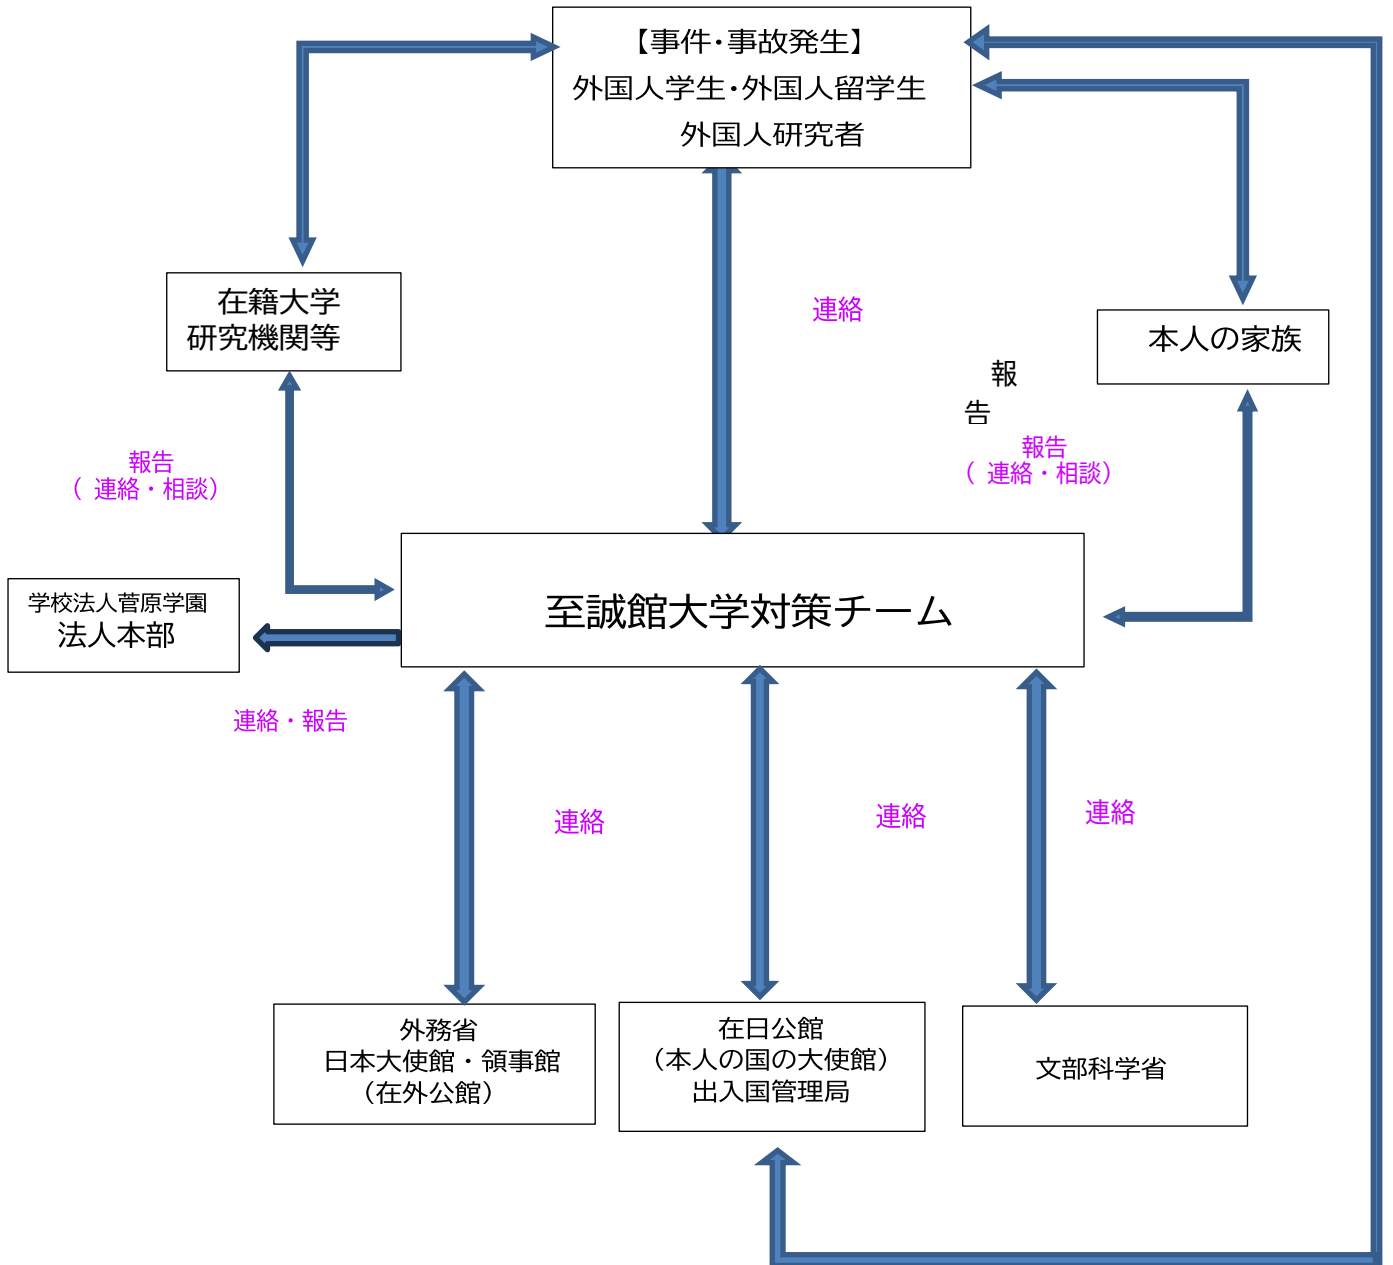 【事件・事故発生】
外国人学生・外国人留学生
外国人研究者
在籍大学
研究機関等
連絡
本人の家族
報
告
報告
（ 連絡・相談）
報告
（ 連絡・相談）
学校法人菅原学園
法人本部
至誠館大学対策チーム
連絡・報告
連絡
連絡
連絡
外務省
日本大使館・領事館
（在外公館）
在日公館
（本人の国の大使館）
出入国管理局
文部科学省